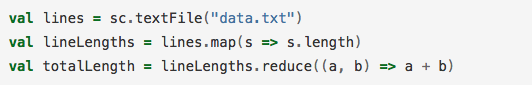 val lines = sc.textFile("data.txt")
val lineLengths = lines.map(s => s.length)
val totalLength = lineLengths.reduce((a, b) => a + b)